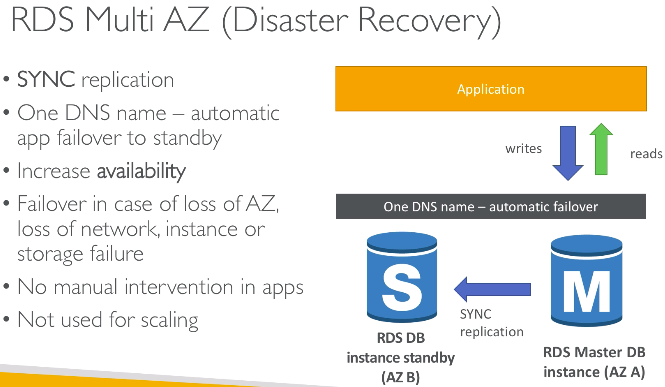 RDS Multi AZ (Disaster Recovery)
• SYNC replication
• One DNS name – automatic
app failover to standby
• Increase availability
• Failover in case of loss of AZ,
loss of network, instance or
storage failure
• No manual intervention in apps
• Not used for scaling
Application
writes
reads
One DNS name – automatic failover
S
M
SYNC
replication
RDS DB
instance standby
(AZ B)
RDS Master DB
instance (AZ A)